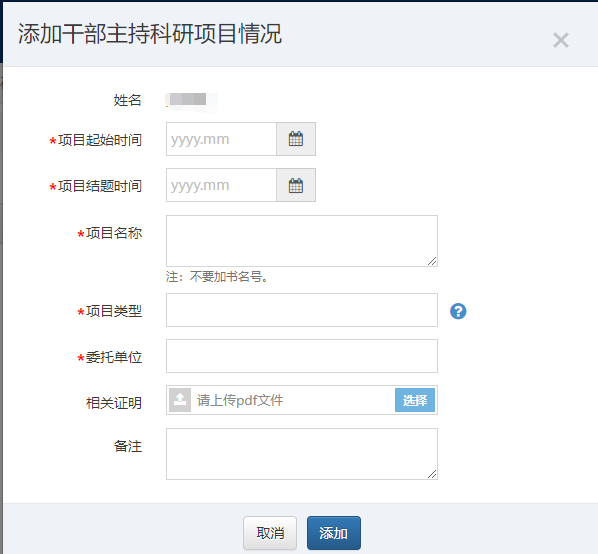 添加干部主持科研项目情况
×
姓名
*项目起始时间 yyyy.mm
*项目结题时间 yyyy.mm
*项目名称
注：不要加书名号。
*项目类型 ?
*委托单位
相关证明 请上传pdf文件 选择
备注
取消 添加